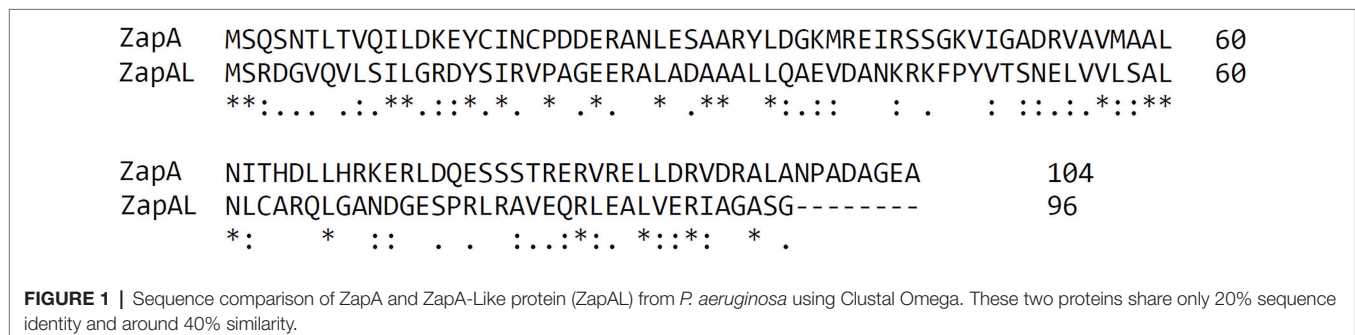 ZapA MSQSNTLTVQILDKEYCINCPDDERANLESAARYLDGKMREIRSSGKVIGADRVAVMAAL 60
ZapAL MSRDGVQVLSILGRDYSIRVPAGEERALADAAALLQAEVDANKRKFPYVTSNELVVLSAL 60
**:... .:.**.::*.*. * .*. * .** *:.:: : . : ::.:.*::**
ZapA NITHDLLHRKERLDQESSSTRERVRELLDRVDRALANPADAGEA 104
ZapAL NLCARQLGANDGESPRLRAVEQRLEALVERIAGASG-------- 96
*: * :: . . :..:*:. *::*: * .
FIGURE 1 | Sequence comparison of ZapA and ZapA-Like protein (ZapAL) from P. aeruginosa using Clustal Omega. These two proteins share only 20% sequence
identity and around 40% similarity.